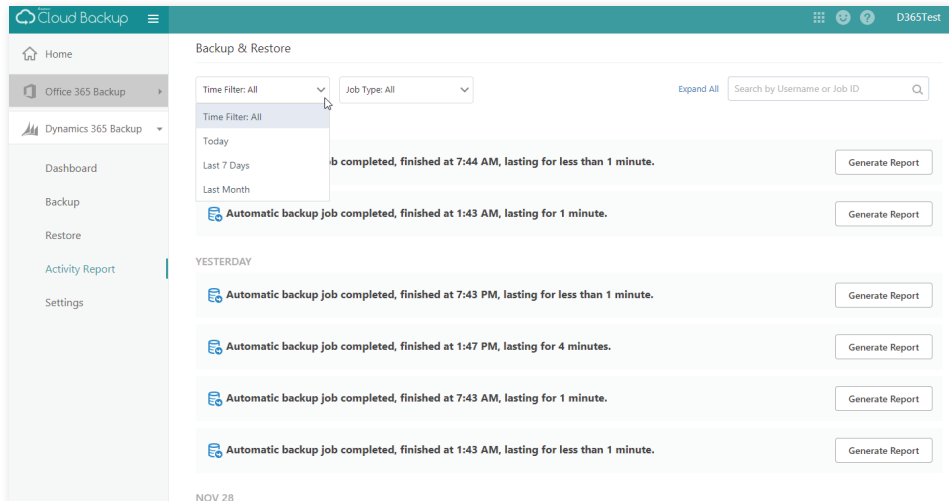 Cloud Backup
D365Test
Home
Office 365 Backup
Dynamics 365 Backup
Dashboard
Backup
Restore
Activity Report
Settings
Backup & Restore
Time Filter: All
Job Type: All
Expand All
Search by Username or Job ID
Time Filter: All
Today
Last 7 Days
Last Month
job completed, finished at 7:44 AM, lasting for less than 1 minute.
Generate Report
Automatic backup job completed, finished at 1:43 AM, lasting for 1 minute.
Generate Report
YESTERDAY
Automatic backup job completed, finished at 7:43 PM, lasting for less than 1 minute.
Generate Report
Automatic backup job completed, finished at 1:47 PM, lasting for 4 minutes.
Generate Report
Automatic backup job completed, finished at 7:43 AM, lasting for 1 minute.
Generate Report
Automatic backup job completed, finished at 1:43 AM, lasting for less than 1 minute.
Generate Report
NOV 28